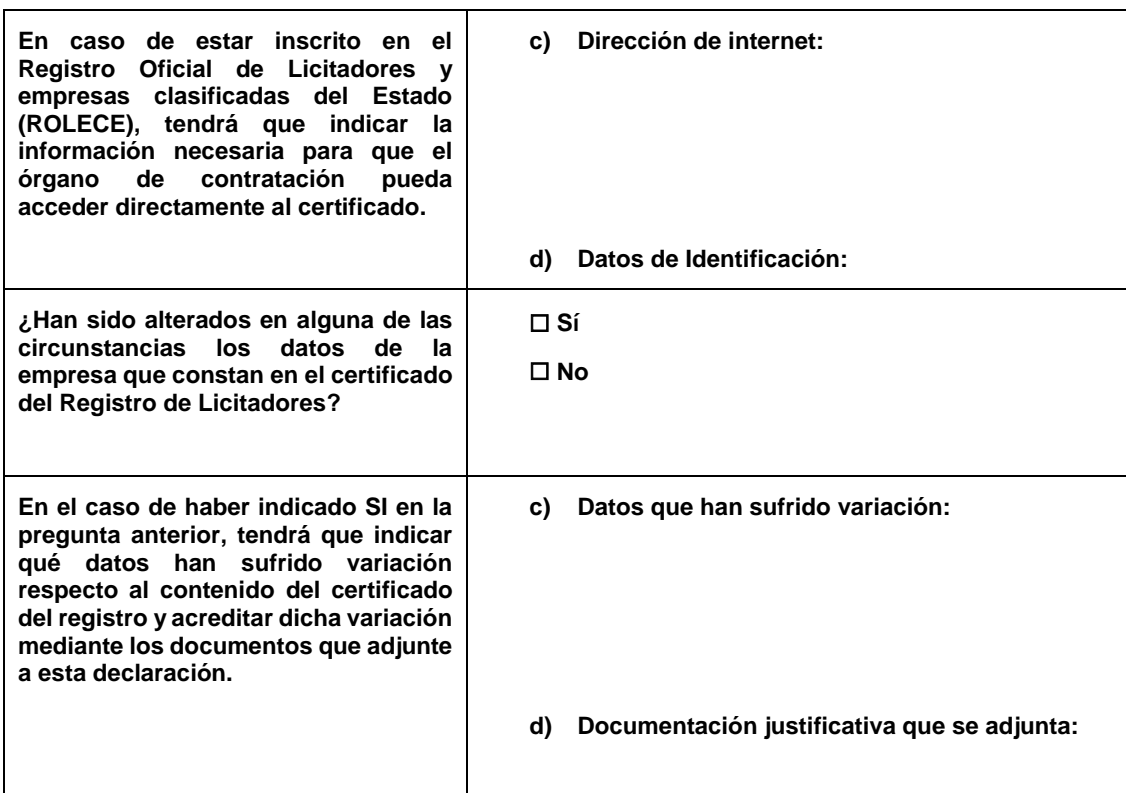 En caso de estar inscrito en el
Registro Oficial de Licitadores y
empresas clasificadas del Estado
(ROLECE), tendrá que indicar la
información necesaria para que el
órgano de contratación pueda
acceder directamente al certificado.
c) Dirección de internet:
d) Datos de Identificación:
¿Han sido alterados en alguna de las
circunstancias los datos de la
empresa que constan en el certificado
del Registro de Licitadores?
☐ Sí
☐ No
En el caso de haber indicado SI en la
pregunta anterior, tendrá que indicar
qué datos han sufrido variación
respecto al contenido del certificado
del registro y acreditar dicha variación
mediante los documentos que adjunte
a esta declaración.
c) Datos que han sufrido variación:
d) Documentación justificativa que se adjunta: